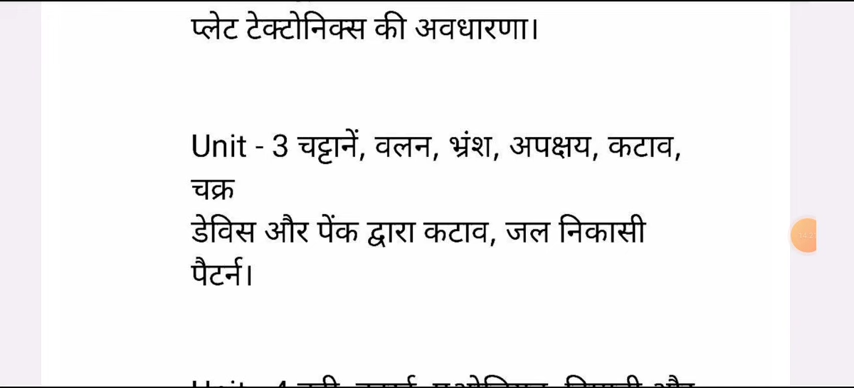 प्लेट टेक्टोनिक्स की अवधारणा।
Unit - 3 चट्टानें, वलन, भ्रंश, अपक्षय, कटाव,
चक्र
डेविस और पेंक द्वारा कटाव, जल निकासी
पैटर्न।